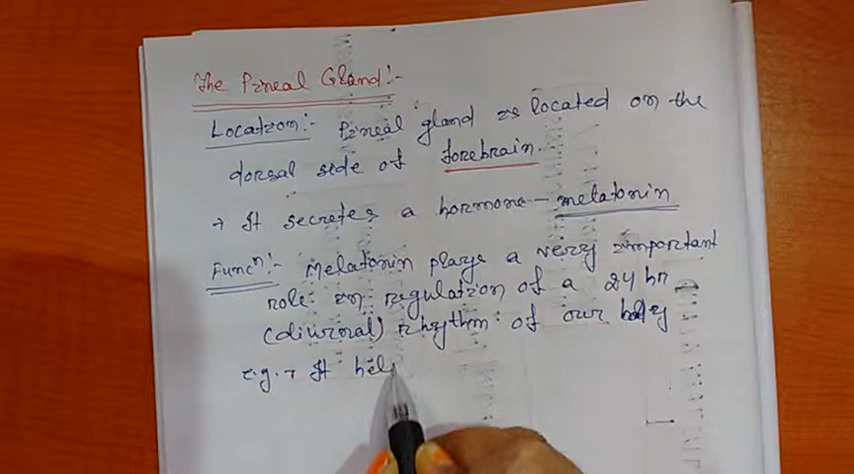 The Pineal Gland:-
Location:- Pineal gland is located on the
dorsal side of forebrain.
→ It secretes a hormone - melatonin
Funcⁿ:- Melatonin plays a very important
role in regulation of a 24 hr
(diurnal) rhythm of our body
e.g. → It hel